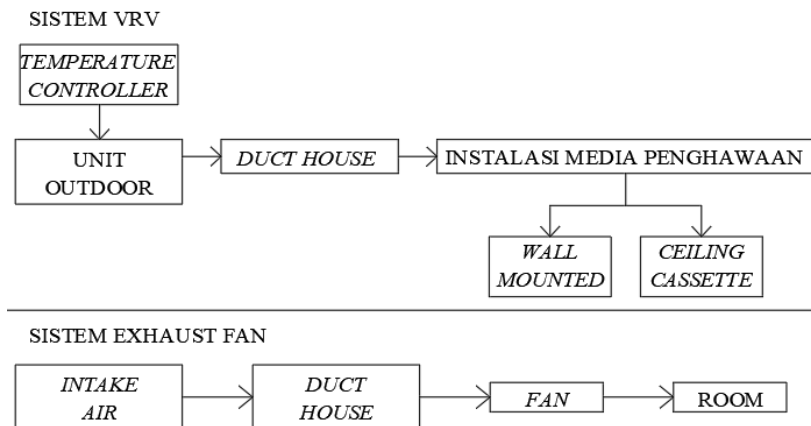 SISTEM VRV
TEMPERATURE
CONTROLLER
UNIT
OUTDOOR
DUCT HOUSE
INSTALASI MEDIA PENGHAWAAN
WALL
MOUNTED
CEILING
CASSETTE
SISTEM EXHAUST FAN
INTAKE
AIR
DUCT
HOUSE
FAN
ROOM